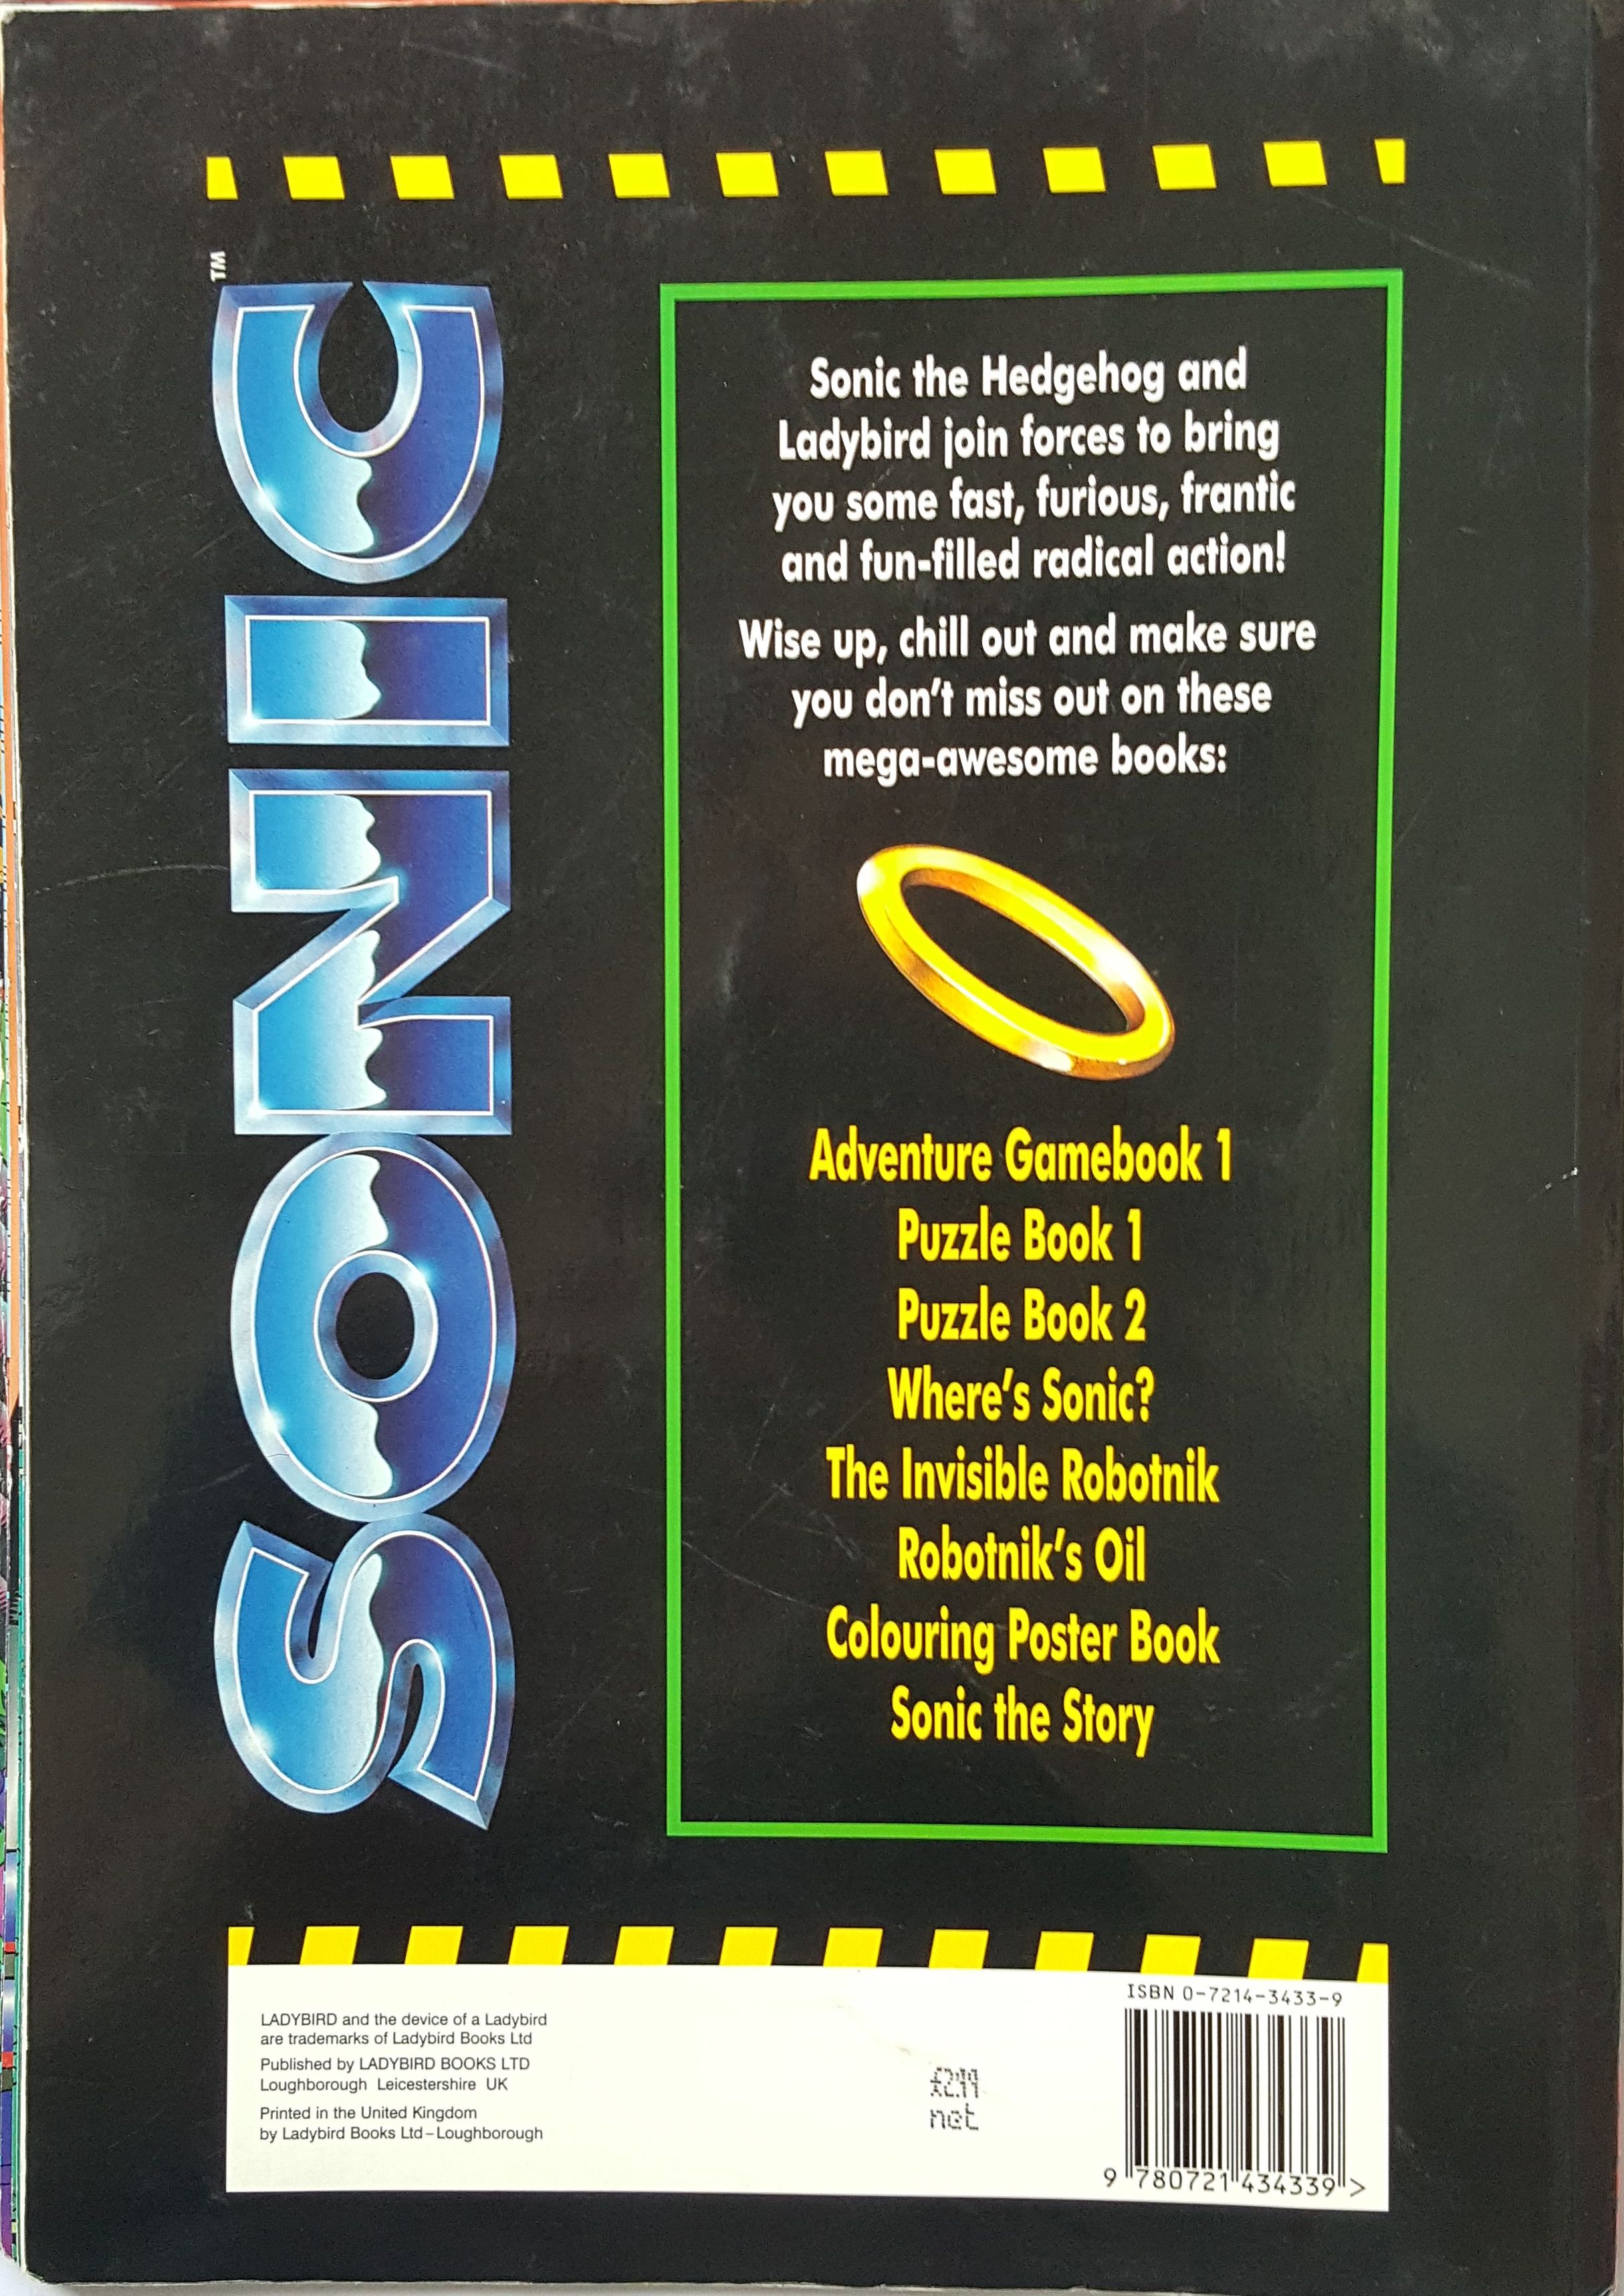 SONIC
TM
Sonic the Hedgehog and
Ladybird join forces to bring
you some fast, furious, frantic
and fun-filled radical action!
Wise up, chill out and make sure
you don't miss out on these
mega-awesome books:
Adventure Gamebook 1
Puzzle Book 1
Puzzle Book 2
Where's Sonic?
The Invisible Robotnik
Robotnik's Oil
Colouring Poster Book
Sonic the Story
LADYBIRD and the device of a Ladybird
are trademarks of Ladybird Books Ltd
Published by LADYBIRD BOOKS LTD
Loughborough Leicestershire UK
Printed in the United Kingdom
by Ladybird Books Ltd – Loughborough
net
ISBN 0-7214-3433-9
9 780721 434339 >